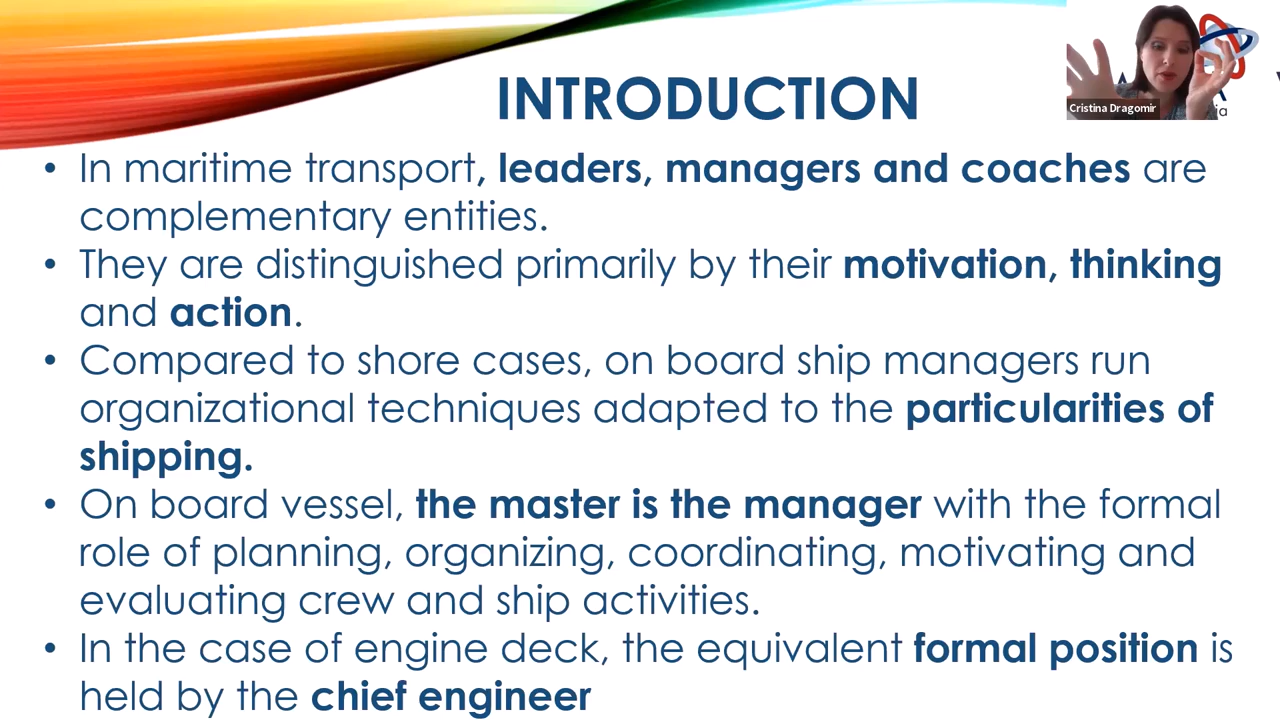 INTRODUCTION
Cristina Dragomir
• In maritime transport, leaders, managers and coaches are
complementary entities.
• They are distinguished primarily by their motivation, thinking
and action.
• Compared to shore cases, on board ship managers run
organizational techniques adapted to the particularities of
shipping.
• On board vessel, the master is the manager with the formal
role of planning, organizing, coordinating, motivating and
evaluating crew and ship activities.
• In the case of engine deck, the equivalent formal position is
held by the chief engineer